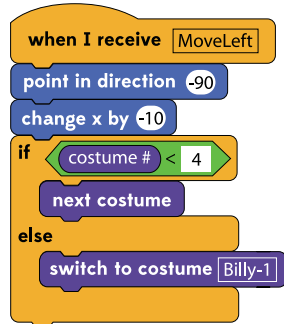 when I receive MoveLeft
point in direction -90
change x by -10
if costume # < 4
next costume
else
switch to costume Billy-1